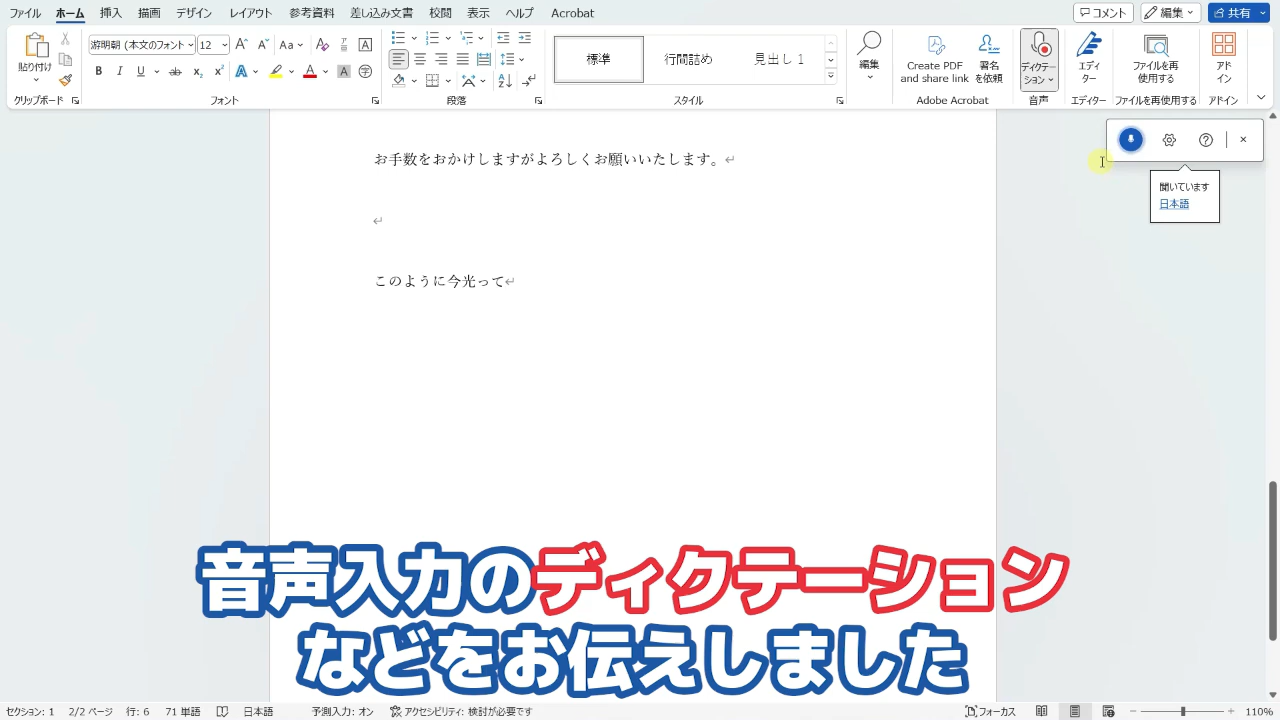 ファイル ホーム 挿入 描画 デザイン レイアウト 参考資料 差し込み文書 校閲 表示 ヘルプ Acrobat コメント 編集 共有
貼り付け
游明朝 (本文のフォント) 12
標準 行間詰め 見出し 1
編集
Create PDF and share link
署名を依頼
ディクテーション
エディター
ファイルを再使用する
アドイン
クリップボード フォント 段落 スタイル Adobe Acrobat 音声 エディター ファイルを再使用する アドイン
聞いています
日本語
お手数をおかけしますがよろしくお願いいたします。
このように今光って
音声入力のディクテーション
などをお伝えしました
セクション: 1 2/2 ページ 行: 6 71 単語 日本語 予測入力: オン アクセシビリティ: 検討が必要です フォーカス 110%